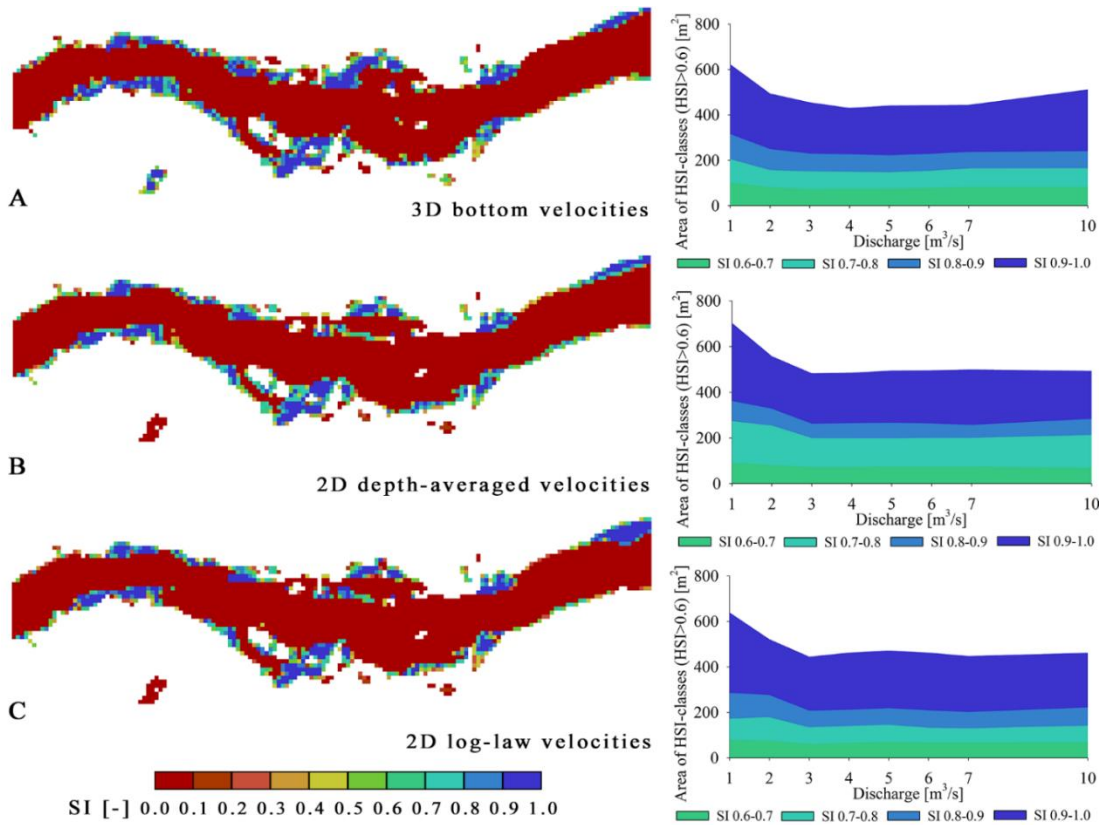 A
3D bottom velocities
Area of HSI-classes (HSI>0.6) [m²]
800
600
400
200
0
1 2 3 4 5 6 7 10
Discharge [m³/s]
SI 0.6-0.7 SI 0.7-0.8 SI 0.8-0.9 SI 0.9-1.0
B
2D depth-averaged velocities
Area of HSI-classes (HSI>0.6) [m²]
800
600
400
200
0
1 2 3 4 5 6 7 10
Discharge [m³/s]
SI 0.6-0.7 SI 0.7-0.8 SI 0.8-0.9 SI 0.9-1.0
C
2D log-law velocities
SI [-] 0.0 0.1 0.2 0.3 0.4 0.5 0.6 0.7 0.8 0.9 1.0
Area of HSI-classes (HSI>0.6) [m²]
800
600
400
200
0
1 2 3 4 5 6 7 10
Discharge [m³/s]
SI 0.6-0.7 SI 0.7-0.8 SI 0.8-0.9 SI 0.9-1.0